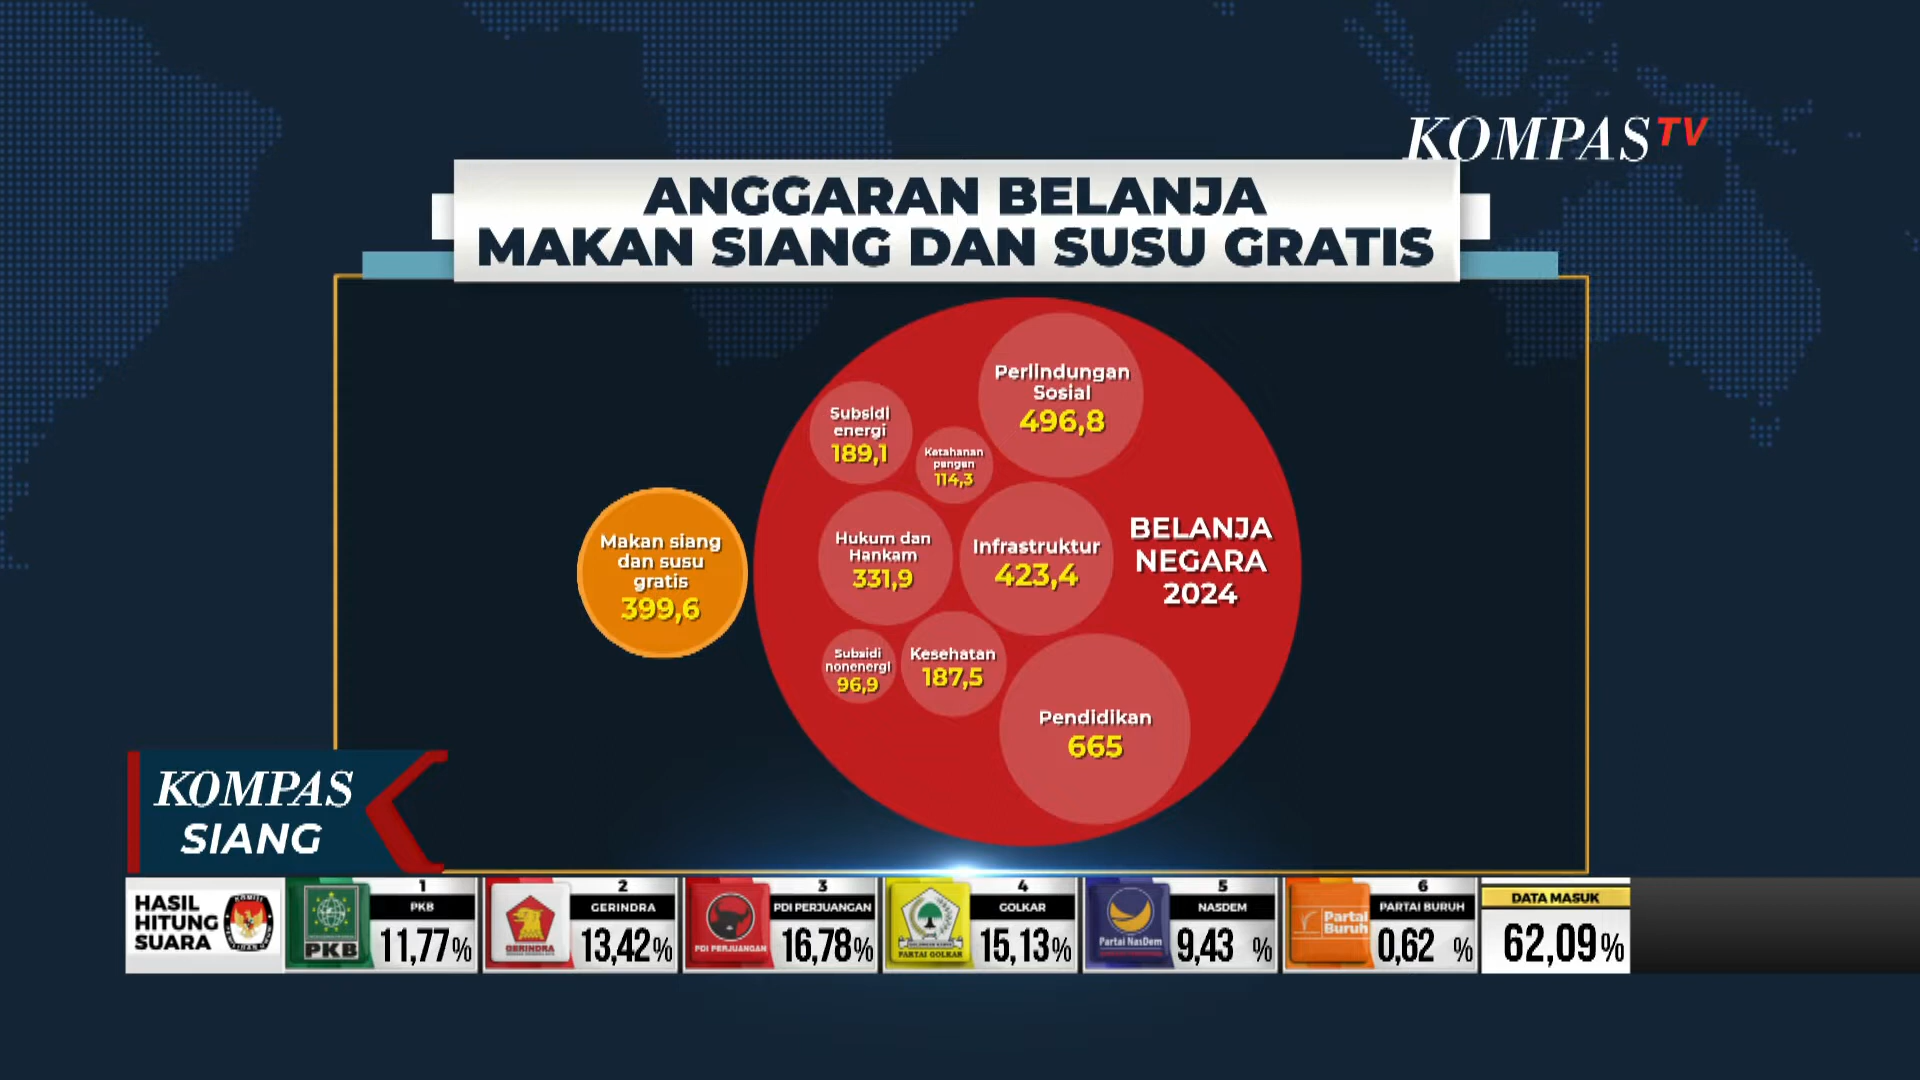 KOMPAS TV
ANGGARAN BELANJA
MAKAN SIANG DAN SUSU GRATIS
Makan siang
dan susu
gratis
399,6
Perlindungan
Sosial
496,8
Subsidi
energi
189,1
Ketahanan
pangan
114,3
Hukum dan
Hankam
331,9
Infrastruktur
423,4
BELANJA
NEGARA
2024
Subsidi
nonenergi
96,9
Kesehatan
187,5
Pendidikan
665
KOMPAS
SIANG
HASIL
HITUNG
SUARA
PKB
1
PKB
11,77%
GERINDRA
2
GERINDRA
13,42%
PDI PERJUANGAN
3
PDI PERJUANGAN
16,78%
PARTAI GOLKAR
4
GOLKAR
15,13%
Partai NasDem
5
NASDEM
9,43 %
Partai
Buruh
6
PARTAI BURUH
0,62 %
DATA MASUK
62,09%